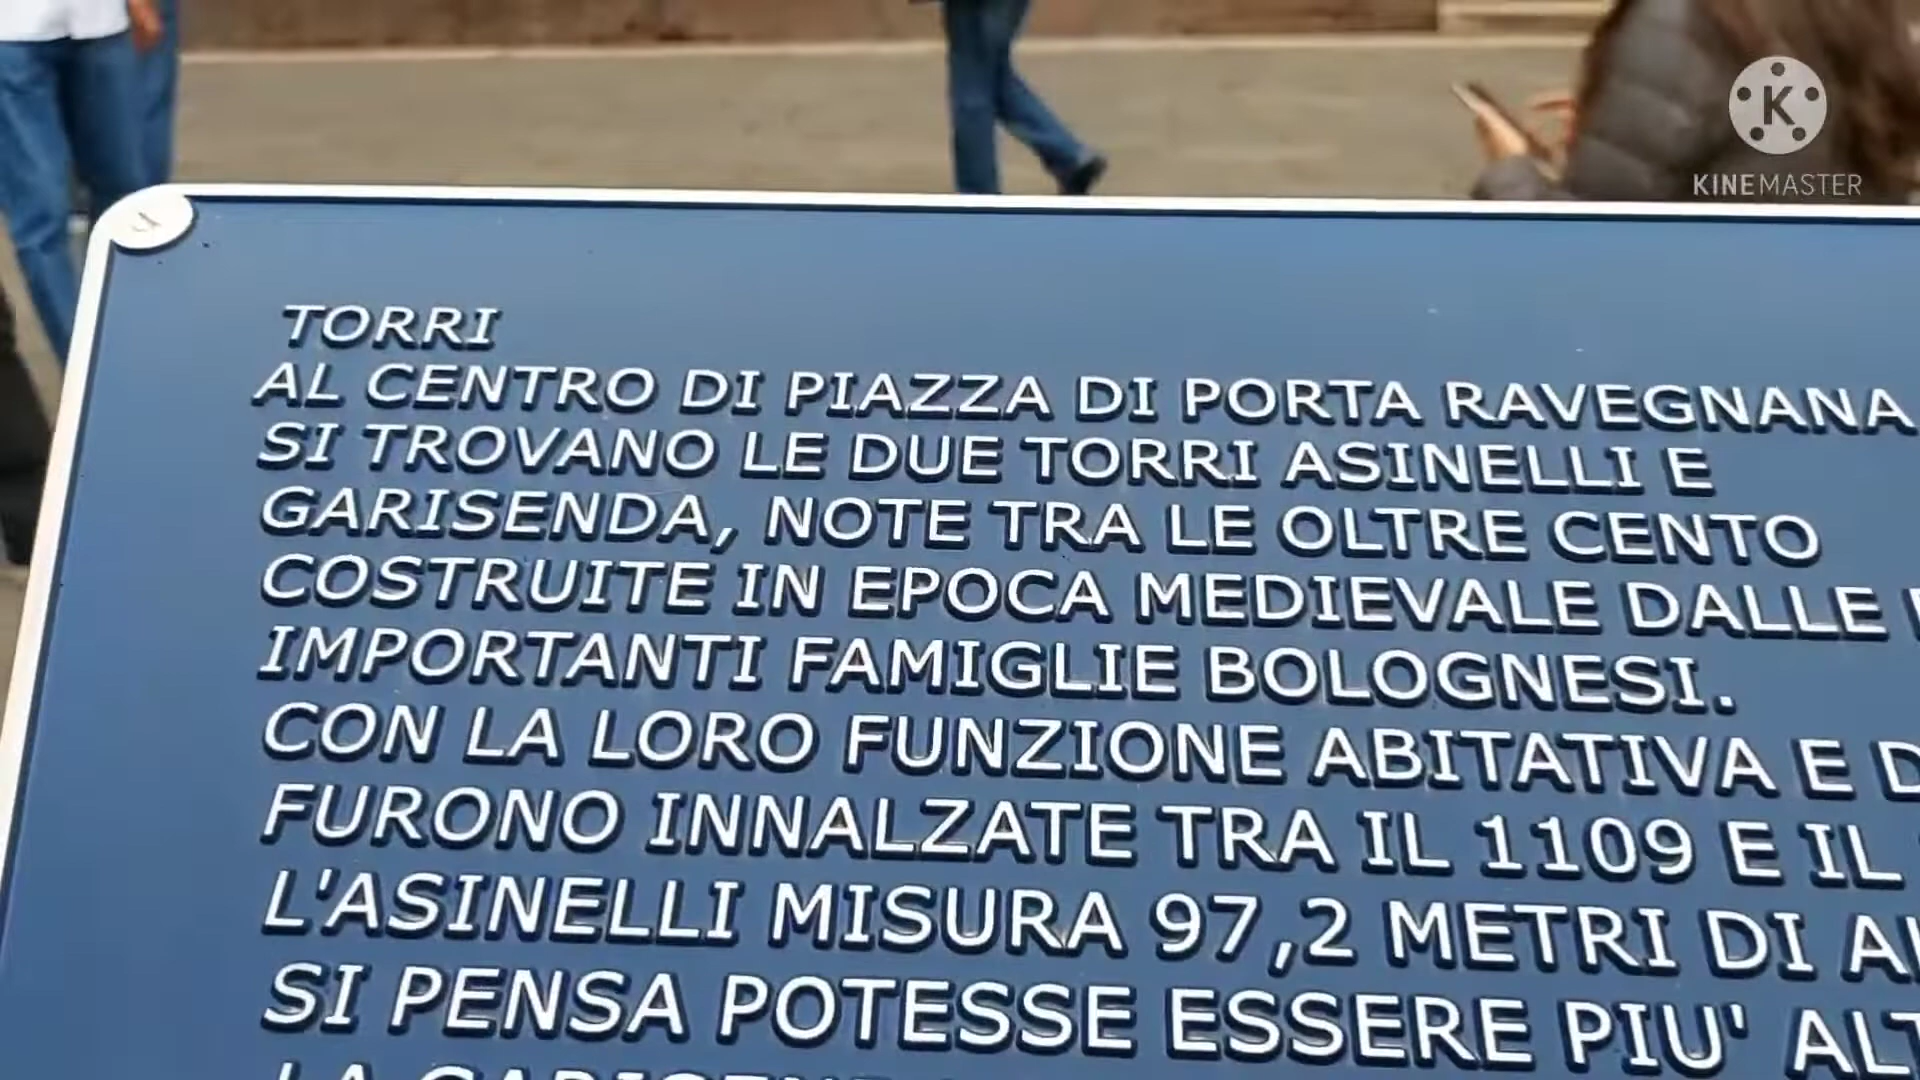 KINEMASTER
TORRI
AL CENTRO DI PIAZZA DI PORTA RAVEGNANA
SI TROVANO LE DUE TORRI ASINELLI E
GARISENDA, NOTE TRA LE OLTRE CENTO
COSTRUITE IN EPOCA MEDIEVALE DALLE
IMPORTANTI FAMIGLIE BOLOGNESI.
CON LA LORO FUNZIONE ABITATIVA E
FURONO INNALZATE TRA IL 1109 E IL
L'ASINELLI MISURA 97,2 METRI DI
SI PENSA POTESSE ESSERE PIU'
LA